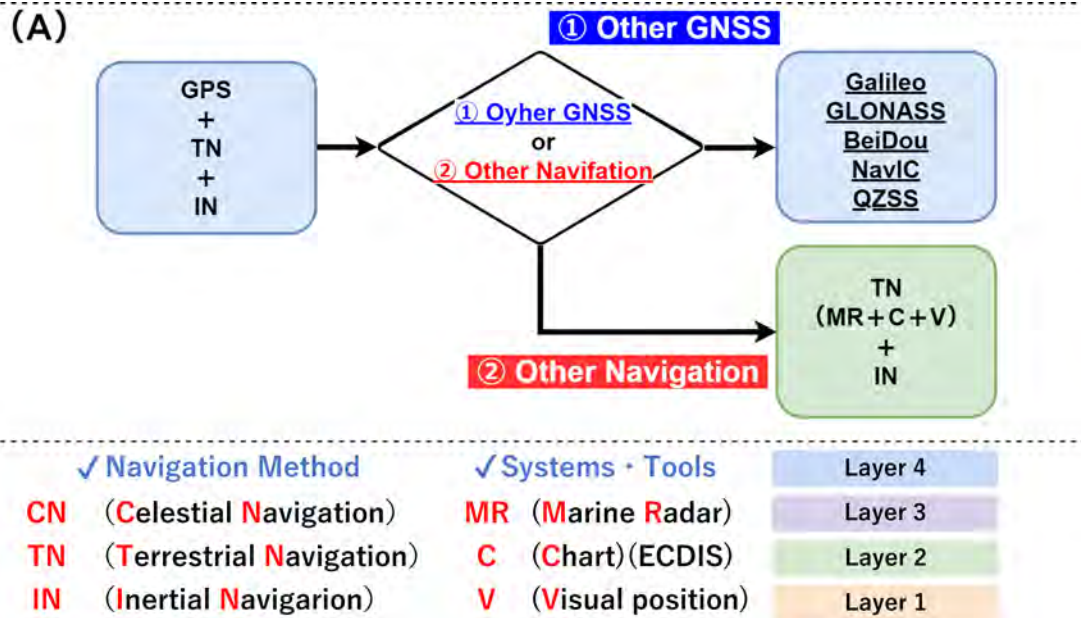 (A)
① Other GNSS
GPS
+
TN
+
IN
① Oyher GNSS
or
② Other Navifation
Galileo
GLONASS
BeiDou
NavIC
QZSS
TN
(MR+C+V)
+
IN
② Other Navigation
✓Navigation Method
✓Systems・Tools
Layer 4
CN (Celestial Navigation)
MR (Marine Radar)
Layer 3
TN (Terrestrial Navigation)
C (Chart)(ECDIS)
Layer 2
IN (Inertial Navigarion)
V (Visual position)
Layer 1